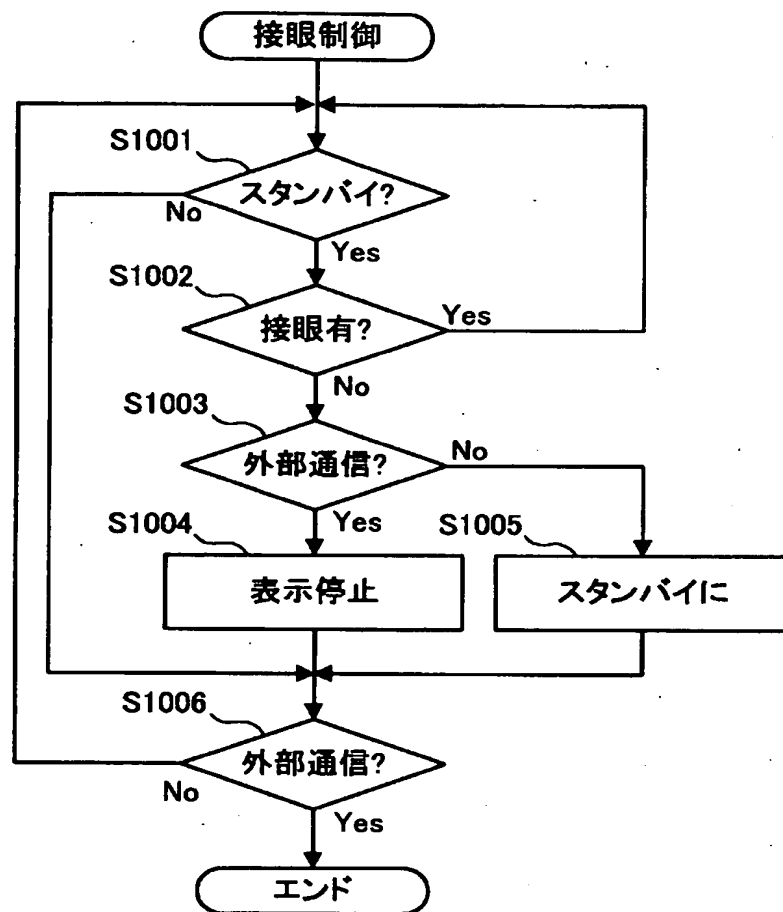 接眼制御
S1001
スタンバイ?
No
Yes
S1002
接眼有?
Yes
No
S1003
外部通信?
No
Yes
S1004
表示停止
S1005
スタンバイに
S1006
外部通信?
No
Yes
エンド